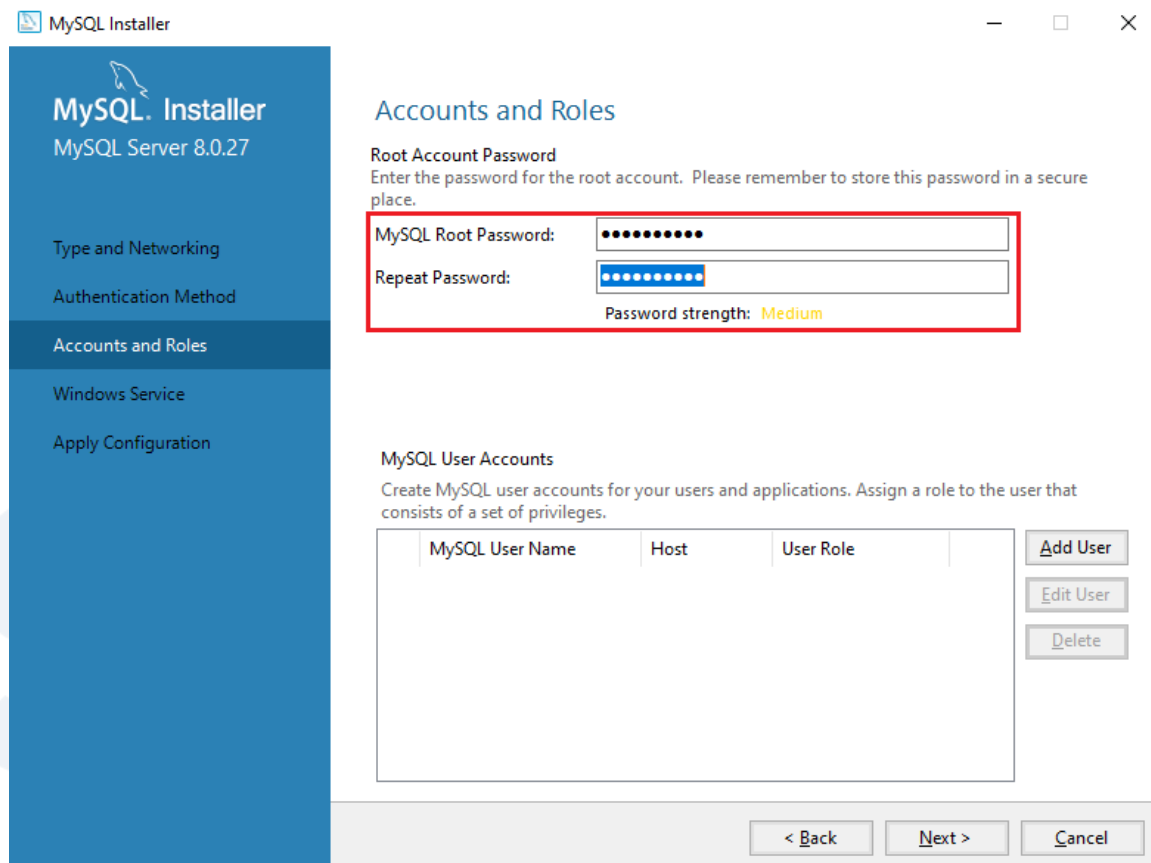 MySQL Installer
MySQL. Installer
MySQL Server 8.0.27
Type and Networking
Authentication Method
Accounts and Roles
Windows Service
Apply Configuration
Accounts and Roles
Root Account Password
Enter the password for the root account. Please remember to store this password in a secure
place.
MySQL Root Password: ••••••••••
Repeat Password: ••••••••••
Password strength: Medium
MySQL User Accounts
Create MySQL user accounts for your users and applications. Assign a role to the user that
consists of a set of privileges.
MySQL User Name Host User Role
Add User
Edit User
Delete
< Back Next > Cancel